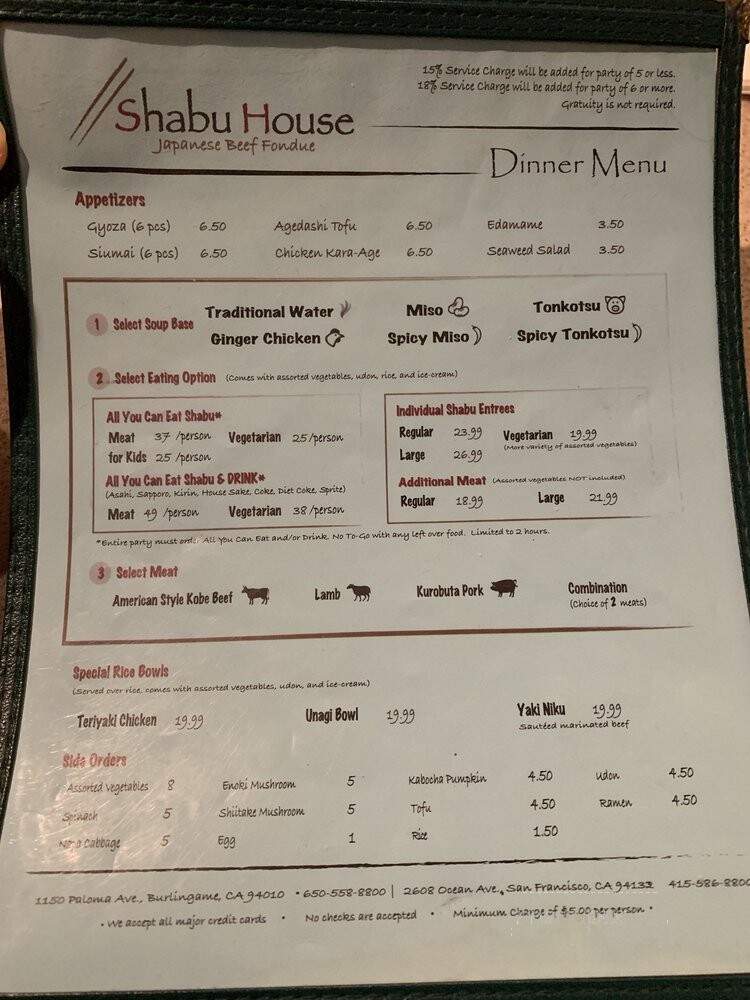 15% Service Charge will be added for party of 5 or less.
18% Service Charge will be added for party of 6 or more.
Gratuity is not required.
Shabu House
Japanese Beef Fondue
Dinner Menu
Appetizers
Gyoza (6 pcs) 6.50 Agedashi Tofu 6.50 Edamame 3.50
Siumai (6 pcs) 6.50 Chicken Kara-Age 6.50 Seaweed Salad 3.50
1 Select Soup Base
Traditional Water Miso Tonkotsu
Ginger Chicken Spicy Miso Spicy Tonkotsu
2 Select Eating Option (Comes with assorted vegetables, udon, rice, and ice-cream)
All You Can Eat Shabu*
Meat 37 /person Vegetarian 25/person
for Kids 25 /person
All You Can Eat Shabu & DRINK*
(Asahi, Sapporo, Kirin, House Sake, Coke, Diet Coke, Sprite)
Meat 49 /person Vegetarian 38/person
Individual Shabu Entrees
Regular 23.99 Vegetarian 19.99
(More variety of assorted vegetables)
Large 26.99
Additional Meat (Assorted vegetables NOT included)
Regular 18.99 Large 21.99
*Entire party must order All You Can Eat and/or Drink. No To-Go with any left over food. Limited to 2 hours.
3 Select Meat
American Style Kobe Beef Lamb Kurobuta Pork Combination
(Choice of 2 meats)
Special Rice Bowls
(Served over rice, comes with assorted vegetables, udon, and ice-cream)
Teriyaki Chicken 19.99 Unagi Bowl 19.99 Yaki Niku 19.99
Sautéed marinated beef
Side Orders
Assorted Vegetables 8 Enoki Mushroom 5 Kabocha Pumpkin 4.50 Udon 4.50
Spinach 5 Shiitake Mushroom 5 Tofu 4.50 Ramen 4.50
Napa Cabbage 5 Egg 1 Rice 1.50
1150 Paloma Ave., Burlingame, CA 94010 • 650-558-8800 | 2608 Ocean Ave., San Francisco, CA 94132 415-586-8800
• We accept all major credit cards • No checks are accepted • Minimum Charge of $5.00 per person •